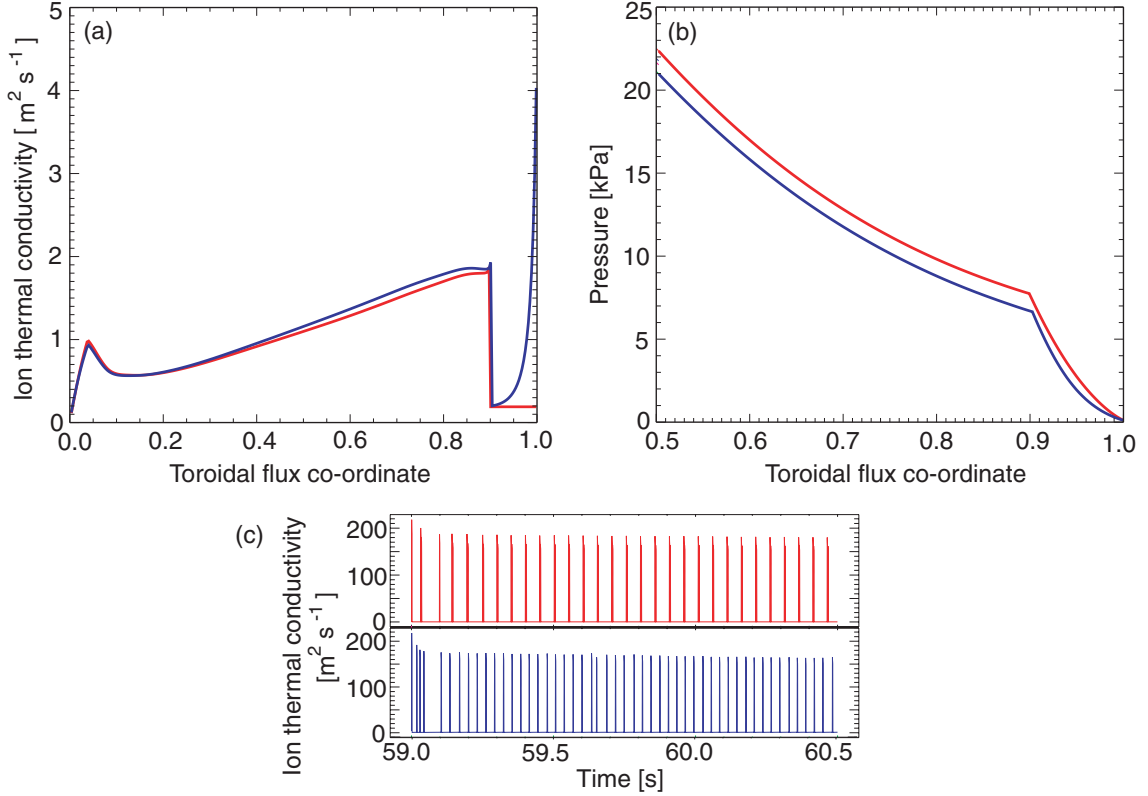 (a)
Ion thermal conductivity [ m² s⁻¹ ]
5
4
3
2
1
0
0.0 0.2 0.4 0.6 0.8 1.0
Toroidal flux co-ordinate
(b)
Pressure [kPa]
25
20
15
10
5
0
0.5 0.6 0.7 0.8 0.9 1.0
Toroidal flux co-ordinate
(c)
Ion thermal conductivity
[m² s⁻¹ ]
200
100
0
200
100
0
59.0 59.5 60.0 60.5
Time [s]